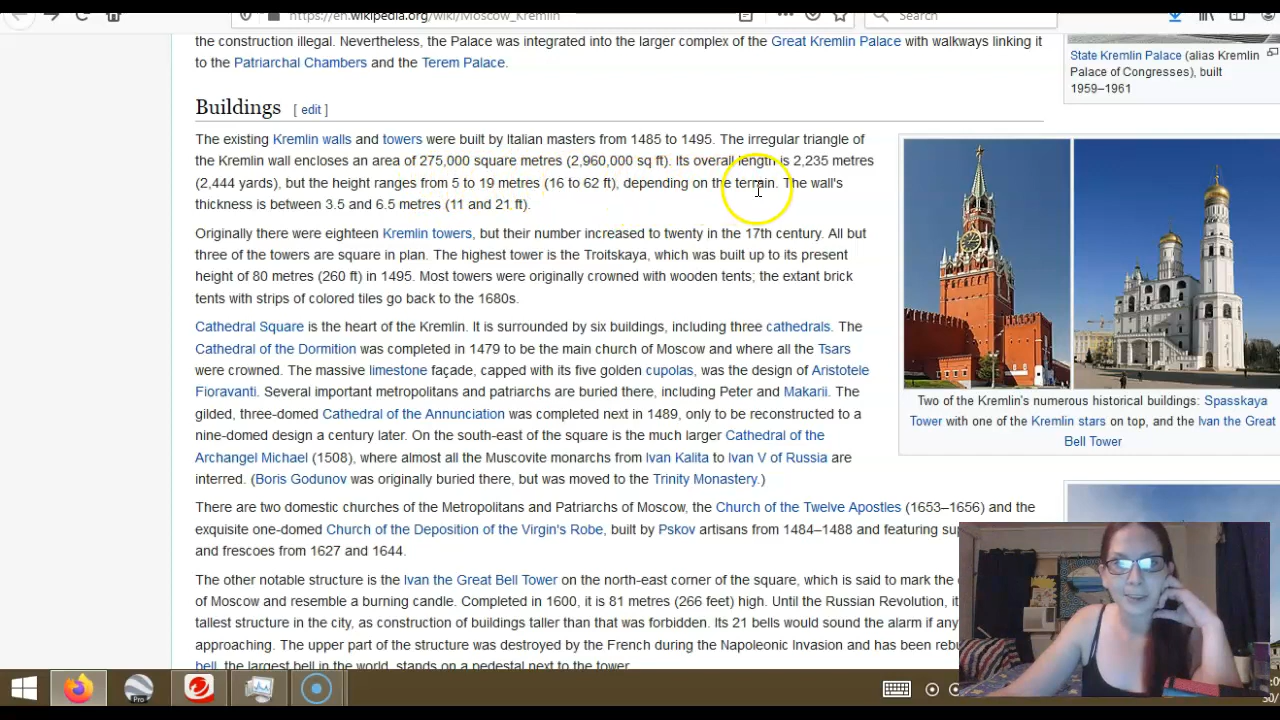 https://en.wikipedia.org/wiki/Moscow_Kremlin
Search
the construction illegal. Nevertheless, the Palace was integrated into the larger complex of the Great Kremlin Palace with walkways linking it
to the Patriarchal Chambers and the Terem Palace.
State Kremlin Palace (alias Kremlin
Palace of Congresses), built
1959–1961
Buildings [ edit ]
The existing Kremlin walls and towers were built by Italian masters from 1485 to 1495. The irregular triangle of
the Kremlin wall encloses an area of 275,000 square metres (2,960,000 sq ft). Its overall length is 2,235 metres
(2,444 yards), but the height ranges from 5 to 19 metres (16 to 62 ft), depending on the terrain. The wall's
thickness is between 3.5 and 6.5 metres (11 and 21 ft).
Originally there were eighteen Kremlin towers, but their number increased to twenty in the 17th century. All but
three of the towers are square in plan. The highest tower is the Troitskaya, which was built up to its present
height of 80 metres (260 ft) in 1495. Most towers were originally crowned with wooden tents; the extant brick
tents with strips of colored tiles go back to the 1680s.
Cathedral Square is the heart of the Kremlin. It is surrounded by six buildings, including three cathedrals. The
Cathedral of the Dormition was completed in 1479 to be the main church of Moscow and where all the Tsars
were crowned. The massive limestone façade, capped with its five golden cupolas, was the design of Aristotele
Fioravanti. Several important metropolitans and patriarchs are buried there, including Peter and Makarii. The
gilded, three-domed Cathedral of the Annunciation was completed next in 1489, only to be reconstructed to a
nine-domed design a century later. On the south-east of the square is the much larger Cathedral of the
Archangel Michael (1508), where almost all the Muscovite monarchs from Ivan Kalita to Ivan V of Russia are
interred. (Boris Godunov was originally buried there, but was moved to the Trinity Monastery.)
Two of the Kremlin's numerous historical buildings: Spasskaya
Tower with one of the Kremlin stars on top, and the Ivan the Great
Bell Tower
There are two domestic churches of the Metropolitans and Patriarchs of Moscow, the Church of the Twelve Apostles (1653–1656) and the
exquisite one-domed Church of the Deposition of the Virgin's Robe, built by Pskov artisans from 1484–1488 and featuring
and frescoes from 1627 and 1644.
The other notable structure is the Ivan the Great Bell Tower on the north-east corner of the square, which is said to mark the
of Moscow and resemble a burning candle. Completed in 1600, it is 81 metres (266 feet) high. Until the Russian Revolution, it
tallest structure in the city, as construction of buildings taller than that was forbidden. Its 21 bells would sound the alarm if any
approaching. The upper part of the structure was destroyed by the French during the Napoleonic Invasion and has been
bell, the largest bell in the world, stands on a pedestal next to the tower.
Pro